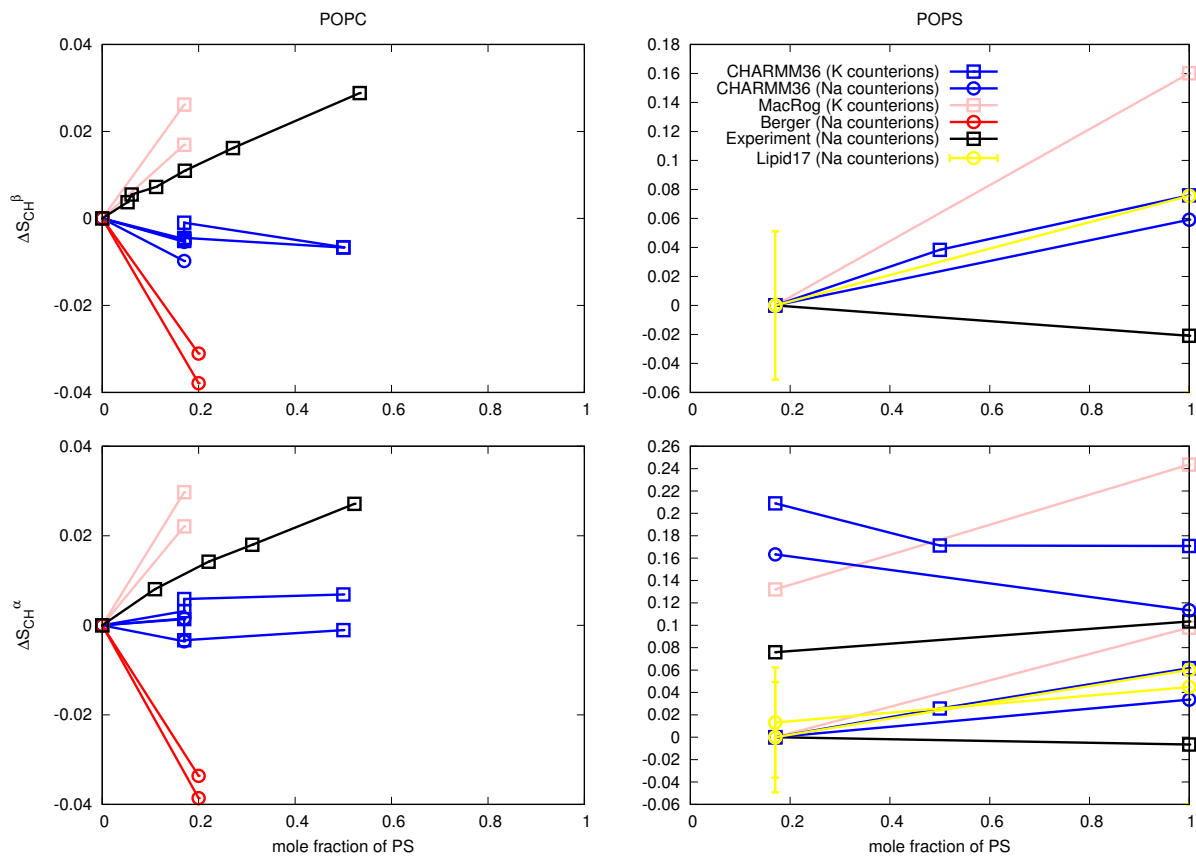 POPC
POPS
0.04
0.02
0
-0.02
-0.04
ΔS_CH^β
0 0.2 0.4 0.6 0.8 1
0.18
0.16
0.14
0.12
0.1
0.08
0.06
0.04
0.02
0
-0.02
-0.04
-0.06
CHARMM36 (K counterions)
CHARMM36 (Na counterions)
MacRog (K counterions)
Berger (Na counterions)
Experiment (Na counterions)
Lipid17 (Na counterions)
0.2 0.4 0.6 0.8 1
0.04
0.02
0
-0.02
-0.04
ΔS_CH^α
0 0.2 0.4 0.6 0.8 1
mole fraction of PS
0.26
0.24
0.22
0.2
0.18
0.16
0.14
0.12
0.1
0.08
0.06
0.04
0.02
0
-0.02
-0.04
-0.06
0.2 0.4 0.6 0.8 1
mole fraction of PS